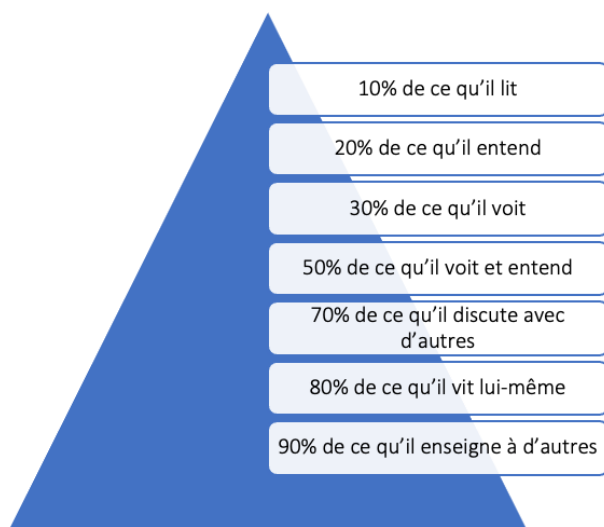 10% de ce qu’il lit
20% de ce qu’il entend
30% de ce qu’il voit
50% de ce qu’il voit et entend
70% de ce qu’il discute avec
d’autres
80% de ce qu’il vit lui-même
90% de ce qu’il enseigne à d’autres